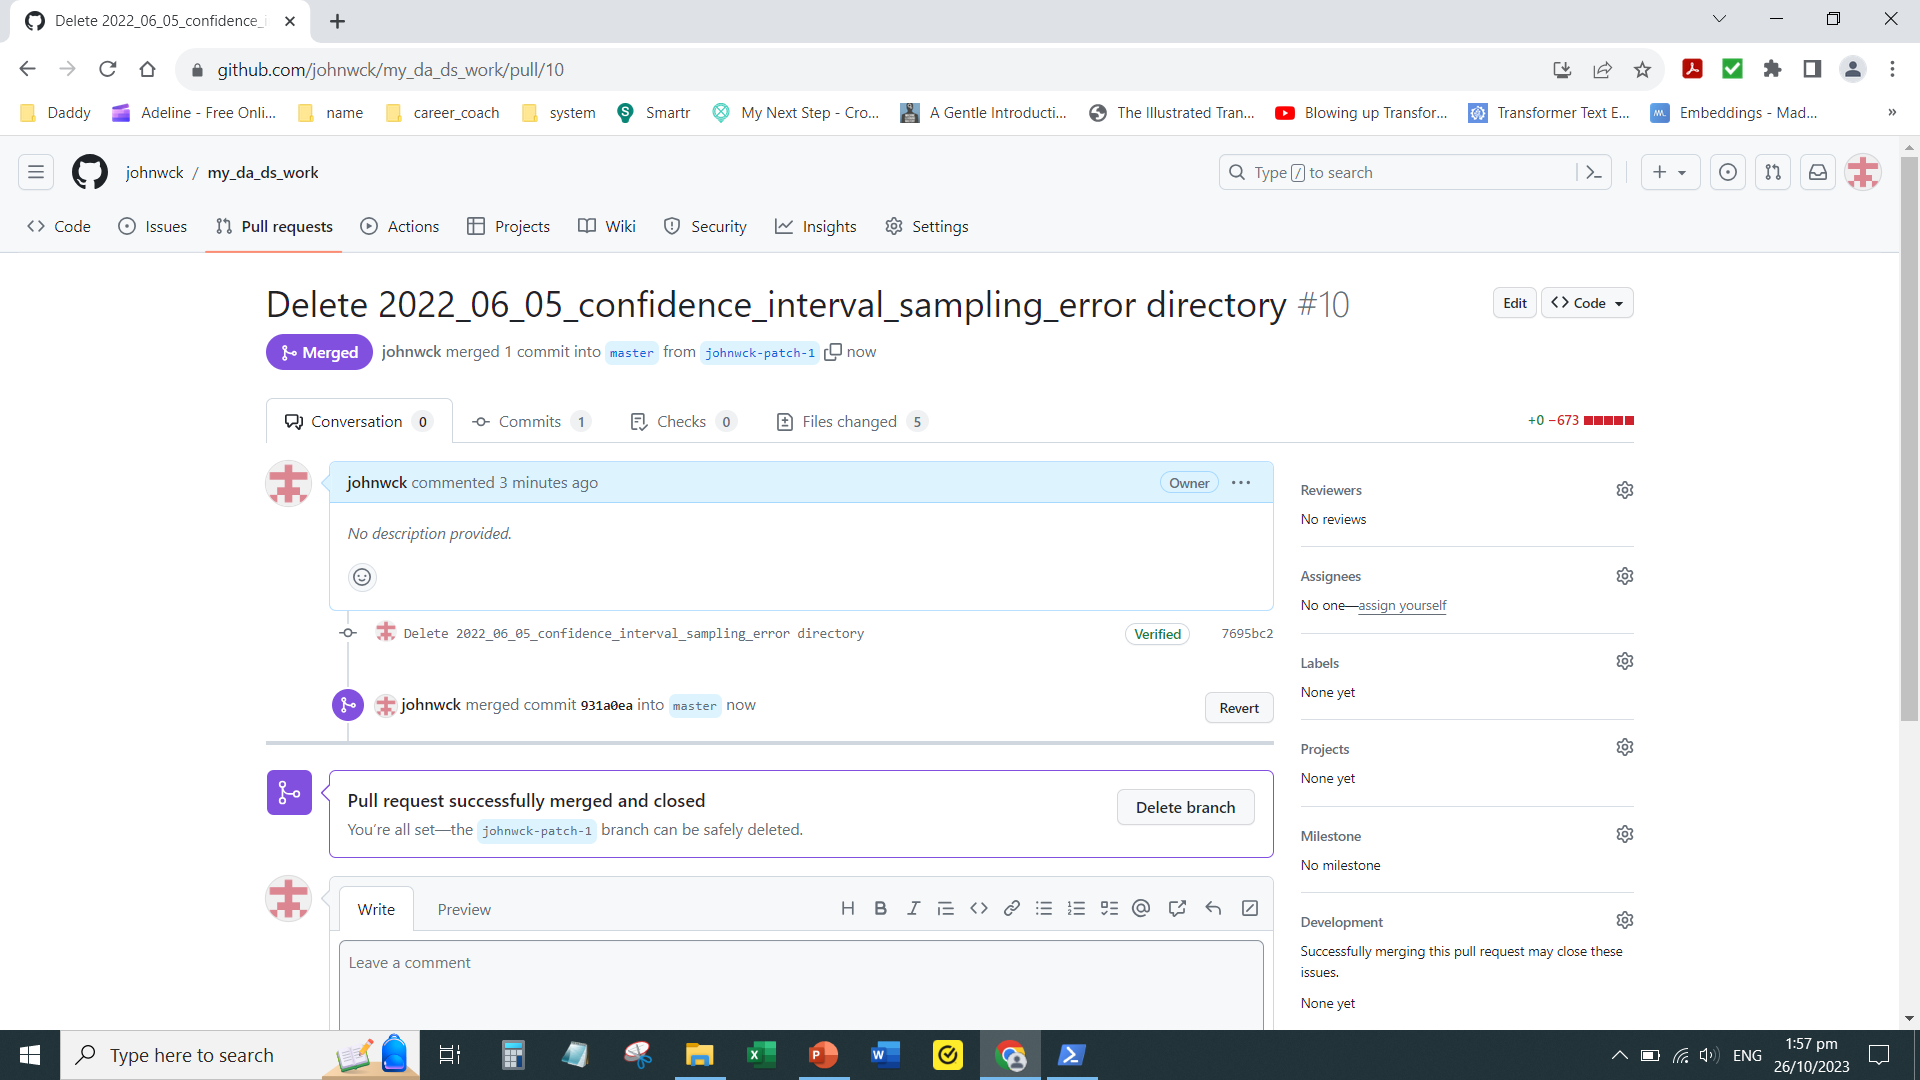 Delete 2022_06_05_confidence_i
github.com/johnwck/my_da_ds_work/pull/10
Daddy Adeline - Free Onli... name career_coach system Smartr My Next Step - Cro... A Gentle Introducti... The Illustrated Tran... Blowing up Transfor... Transformer Text E... Embeddings - Mad... »
johnwck / my_da_ds_work Type / to search
Code Issues Pull requests Actions Projects Wiki Security Insights Settings
Delete 2022_06_05_confidence_interval_sampling_error directory #10 Edit Code
Merged johnwck merged 1 commit into master from johnwck-patch-1 now
Conversation 0 Commits 1 Checks 0 Files changed 5 +0 −673
johnwck commented 3 minutes ago Owner ...
No description provided.
Delete 2022_06_05_confidence_interval_sampling_error directory Verified 7695bc2
johnwck merged commit 931a0ea into master now Revert
Pull request successfully merged and closed
You're all set—the johnwck-patch-1 branch can be safely deleted.
Delete branch
Write Preview
Leave a comment
Reviewers
No reviews
Assignees
No one—assign yourself
Labels
None yet
Projects
None yet
Milestone
No milestone
Development
Successfully merging this pull request may close these
issues.
None yet
Type here to search
ENG
1:57 pm
26/10/2023